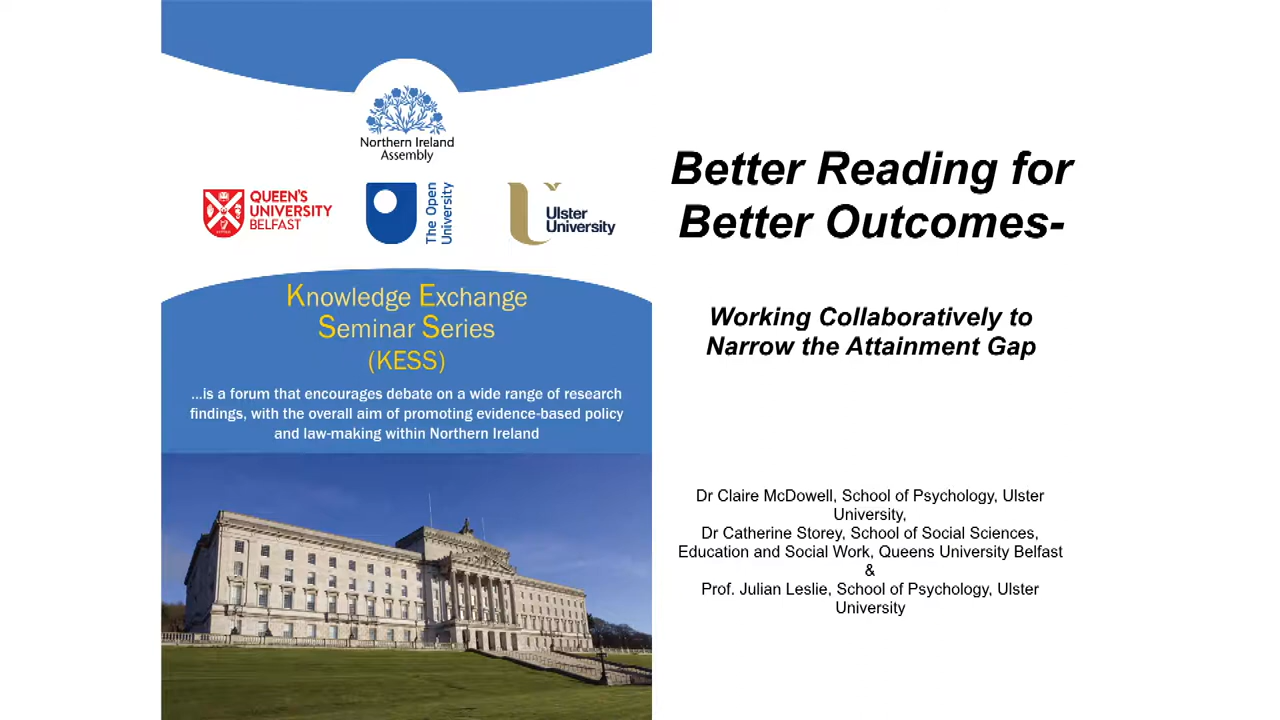 Northern Ireland
Assembly
QUEEN'S
UNIVERSITY
BELFAST
The Open
University
Ulster
University
Knowledge Exchange
Seminar Series
(KESS)
...is a forum that encourages debate on a wide range of research
findings, with the overall aim of promoting evidence-based policy
and law-making within Northern Ireland
Better Reading for
Better Outcomes-
Working Collaboratively to
Narrow the Attainment Gap
Dr Claire McDowell, School of Psychology, Ulster
University,
Dr Catherine Storey, School of Social Sciences,
Education and Social Work, Queens University Belfast
&
Prof. Julian Leslie, School of Psychology, Ulster
University